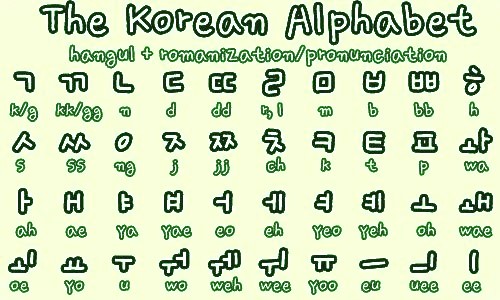 The Korean Alphabet
hangul + romanization/pronunciation
ㄱ ㄲ ㄴ ㄷ ㄸ ㄹ ㅁ ㅂ ㅃ ㅎ
k/g kk/gg n d dd r,l m b bb h
ㅅ ㅆ ㅇ ㅈ ㅉ ㅊ ㅋ ㅌ ㅍ ㅘ
s ss ng j jj ch k t p wa
ㅏ ㅐ ㅑ ㅒ ㅓ ㅔ ㅕ ㅖ ㅗ ㅙ
ah ae ya yae eo eh yeo yeh oh wae
ㅚ ㅛ ㅜ ㅝ ㅞ ㅟ ㅠ ㅡ ㅢ ㅣ
oe yo u wo weh wee yoo eu uee ee